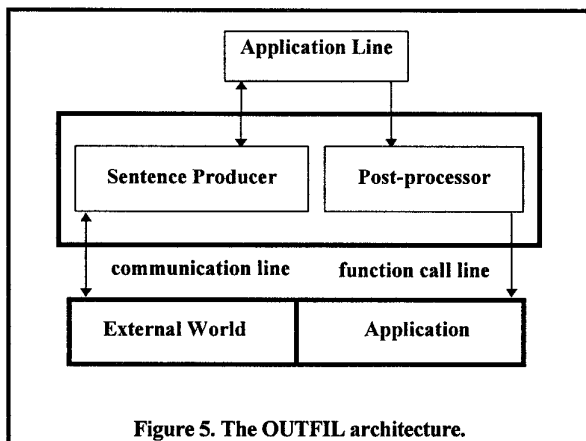 Application Line
Sentence Producer
Post-processor
communication line
function call line
External World
Application
Figure 5. The OUTFIL architecture.